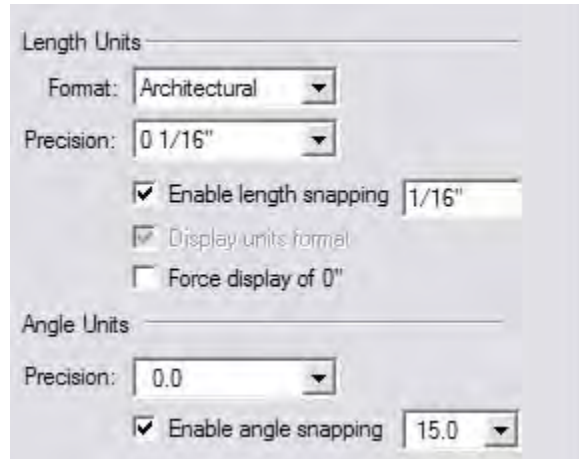 Length Units
Format: Architectural
Precision: 0 1/16"
Enable length snapping 1/16"
Display units format
Force display of 0"
Angle Units
Precision: 0.0
Enable angle snapping 15.0